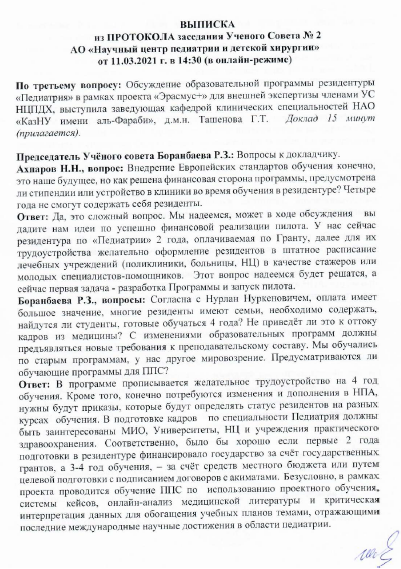 ВЫПИСКА
из ПРОТОКОЛА заседания Ученого Совета № 2
АО «Научный центр педиатрии и детской хирургии»
от 11.03.2021 г. в 14:30 (в онлайн-режиме)
По третьему вопросу: Обсуждение образовательной программы резидентуры
«Педиатрия» в рамках проекта «Эрасмус+» для внешней экспертизы членами УС
НЦПДХ, выступила заведующую кафедрой клинических специальностей НАО
«КазНУ имени аль-Фараби», д.м.н. Ташенова Г.Т. Доклад 15 минут
(прилагается).
Председатель Учёного совета Боранбаева Р.З.: Вопросы к докладчику.
Ахпаров Н.Н., вопрос: Внедрение Европейских стандартов обучения конечно,
это наше будущее, но как решена финансовая сторона программы, предусмотрена
ли стипендии или устройство в клиники во время обучения в резидентуре? Четыре
года не смогут содержать себя резиденты.
Ответ: Да, это сложный вопрос. Мы надеемся, может в ходе обсуждения вы
дадите нам идеи по успешно финансовой реализации пилота. У нас сейчас
резидентура по «Педиатрии» 2 года, оплачиваемая по Гранту, далее для их
трудоустройства желательно оформление резидентов в штатное расписание
лечебных учреждений (поликлиники, больницы, НЦ) в качестве стажеров или
молодых специлистов-помощников. Этот вопрос надеемся будет решатся, а
сейчас первая задача - разработка Программы и запуск пилота.
Боранбаева Р.З., вопросы: Согласна с Нурлан Нуркеповичем, оплата имеет
большое значение, многие резиденты имеют семьи, необходимо содержать,
найдутся ли студенты, готовые обучаться 4 года? Не приведёт ли это к оттоку
кадров из медицины? С изменениями образовательных программ должны
предъявляться новые требования к преподавательскому составу. Мы обучались
по старым программам, у нас другое мировозрение. Предусматриваются ли
обучающие программы для ППС?
Ответ: В программе прописывается желательное трудоустройство на 4 год
обучения. Кроме того, конечно потребуются изменения и дополнения в НПА,
нужны будут приказы, которые будут определять статус резидентов на разных
курсах обучения. В подготовке кадров по специальности Педиатрия должны
быть заинтересованы МИО, Университеты, НЦ и учреждения практического
здравоохранения. Соответственно, было бы хорошо если первые 2 года
подготовки в резидентуре финансировало государство за счёт государственных
грантов, а 3-4 год обучения, – за счёт средств местного бюджета или путем
целевой подготовки с подписанием договоров с акиматами. Безусловно, в рамках
проекта проводится обучение ППС по использованию проектного обучения,
системы кейсов, онлайн-анализ медицинской литературы и критическая
интерпретация данных для обогащения учебных планов темами, отражающими
последние международные научные достижения в области педиатрии.